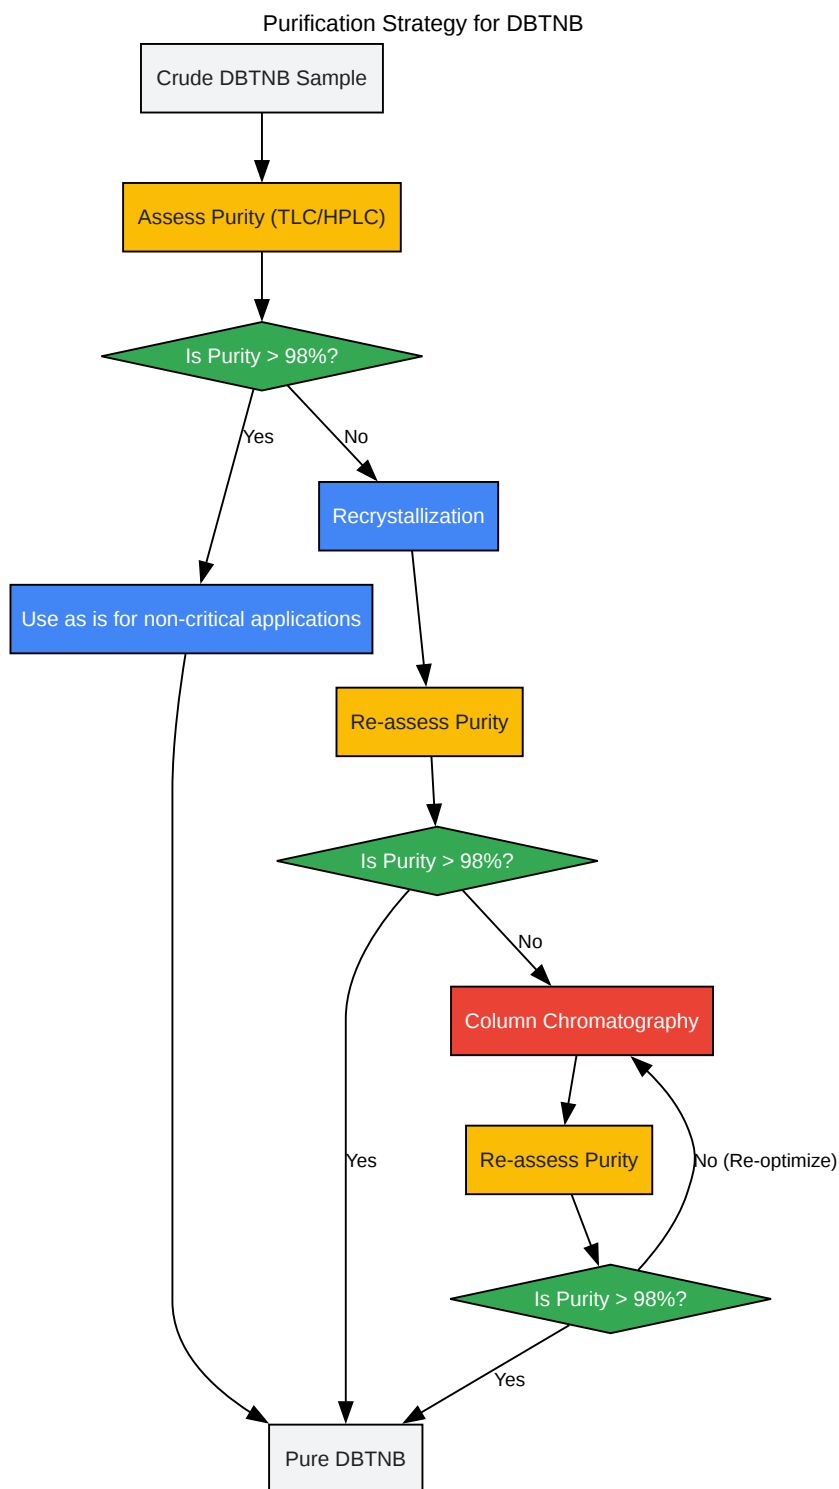 Purification Strategy for DBTNB
Crude DBTNB Sample
Assess Purity (TLC/HPLC)
Is Purity > 98%?
Yes
No
Recrystallization
Use as is for non-critical applications
Re-assess Purity
Is Purity > 98%?
No
Column Chromatography
Yes
Re-assess Purity
No (Re-optimize)
Is Purity > 98%?
Yes
Pure DBTNB